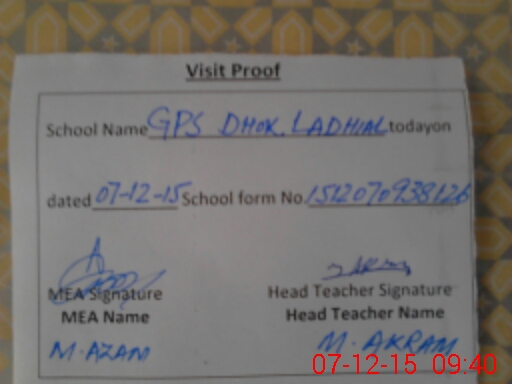 Visit Proof
School Name GPS DHOK LADHIAL todayon
dated 07-12-15 School form No. 1512070938126
MEA Signature Head Teacher Signature
MEA Name Head Teacher Name
M. AZAM M. AKRAM
07-12-15 09:40